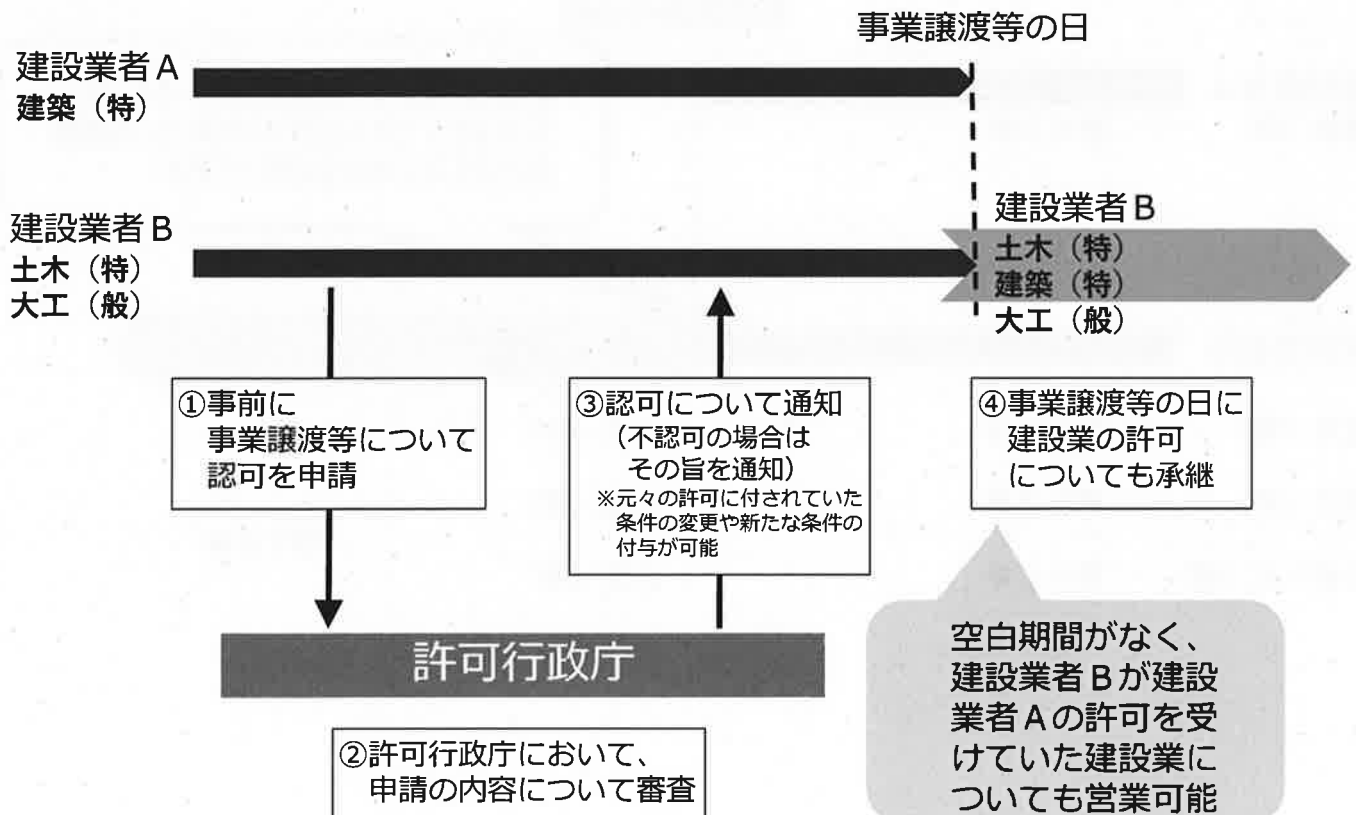 事業譲渡等の日
建設業者A
建築（特）
建設業者B
土木（特）
大工（般）
建設業者B
土木（特）
建築（特）
大工（般）
①事前に
事業譲渡等について
認可を申請
③認可について通知
（不認可の場合は
その旨を通知）
※元々の許可に付されていた
条件の変更や新たな条件の
付与が可能
④事業譲渡等の日に
建設業の許可
についても承継
許可行政庁
②許可行政庁において、
申請の内容について審査
空白期間がなく、
建設業者Bが建設
業者Aの許可を受
けていた建設業に
ついても営業可能